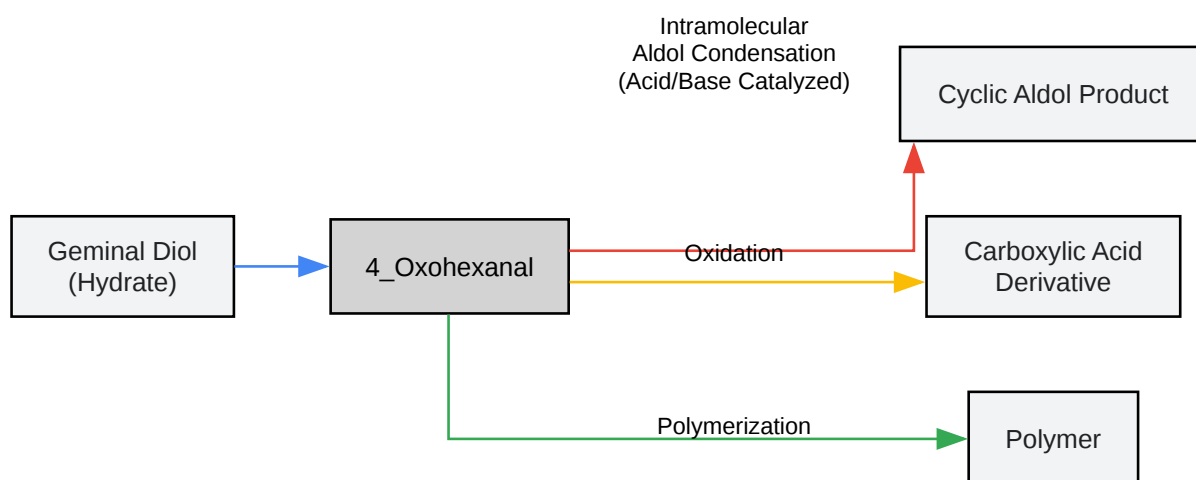 Intramolecular
Aldol Condensation
(Acid/Base Catalyzed)
Cyclic Aldol Product
Geminal Diol
(Hydrate)
4_Oxohexanal
Oxidation
Carboxylic Acid
Derivative
Polymerization
Polymer